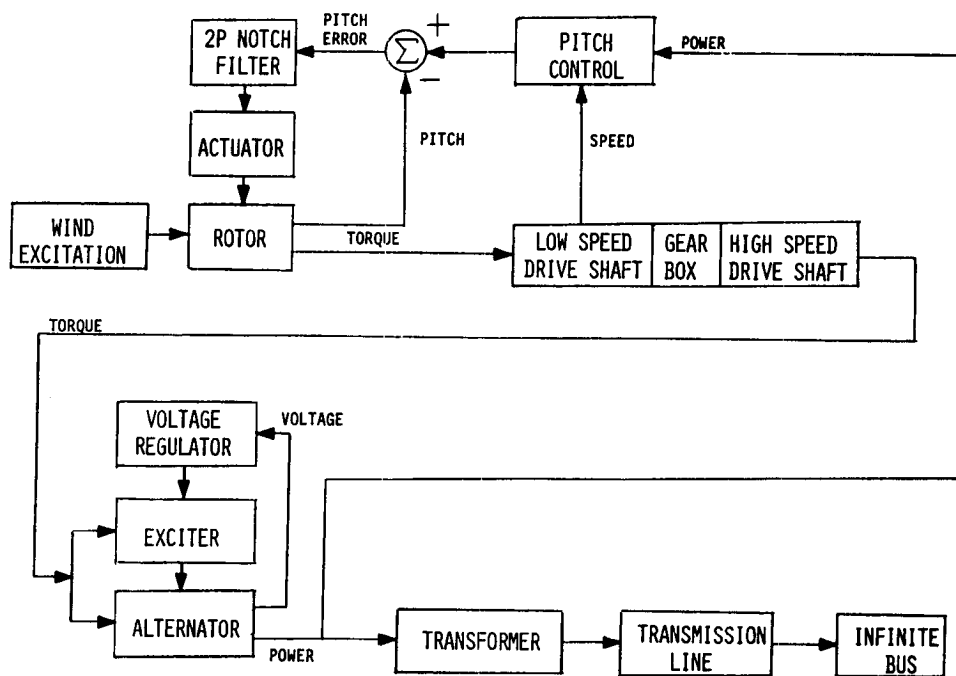 2P NOTCH
FILTER
PITCH
ERROR
Σ
+
−
PITCH
CONTROL
POWER
ACTUATOR
PITCH
SPEED
WIND
EXCITATION
ROTOR
TORQUE
LOW SPEED
DRIVE SHAFT
GEAR
BOX
HIGH SPEED
DRIVE SHAFT
TORQUE
VOLTAGE
REGULATOR
VOLTAGE
EXCITER
ALTERNATOR
POWER
TRANSFORMER
TRANSMISSION
LINE
INFINITE
BUS